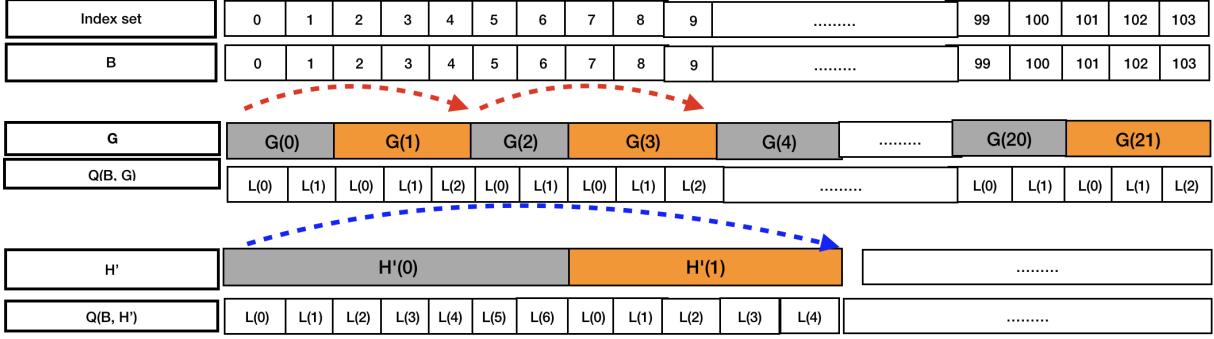 Index set 0 1 2 3 4 5 6 7 8 9 ......... 99 100 101 102 103
B 0 1 2 3 4 5 6 7 8 9 ......... 99 100 101 102 103
G G(0) G(1) G(2) G(3) G(4) ......... G(20) G(21)
Q(B, G) L(0) L(1) L(0) L(1) L(2) L(0) L(1) L(0) L(1) L(2) ......... L(0) L(1) L(0) L(1) L(2)
H’ H'(0) H'(1) .........
Q(B, H’) L(0) L(1) L(2) L(3) L(4) L(5) L(6) L(0) L(1) L(2) L(3) L(4) .........